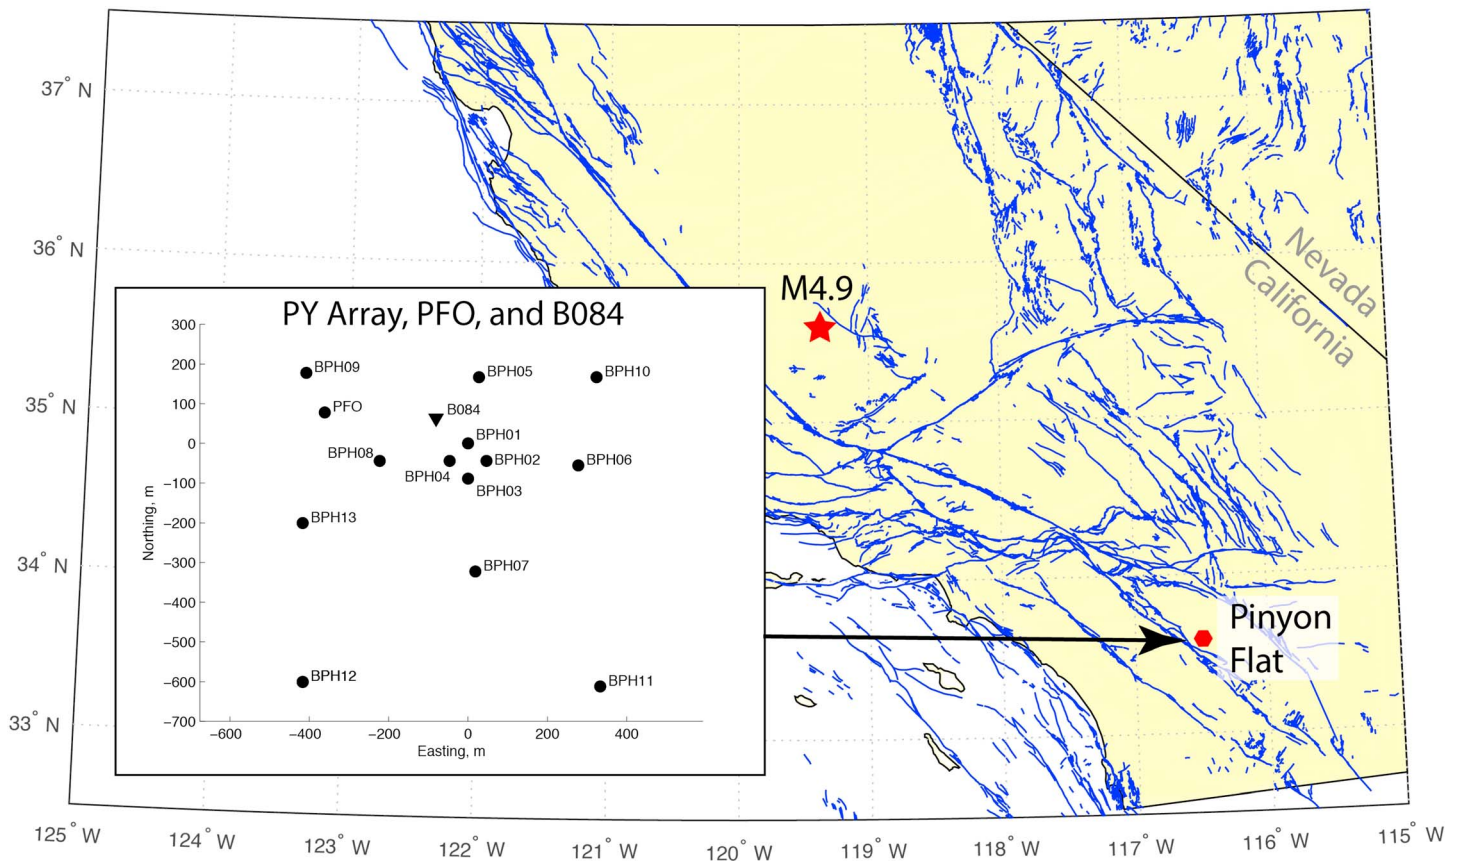 37° N
36° N
35° N
34° N
33° N
125° W
124° W
123° W
122° W
121° W
120° W
119° W
118° W
117° W
116° W
115° W
M4.9
Nevada
California
Pinyon
Flat
PY Array, PFO, and B084
300
200
100
0
−100
−200
−300
−400
−500
−600
−700
Northing, m
−600
−400
−200
0
200
400
Easting, m
BPH09
BPH05
BPH10
PFO
B084
BPH01
BPH08
BPH02
BPH06
BPH04
BPH03
BPH13
BPH07
BPH12
BPH11